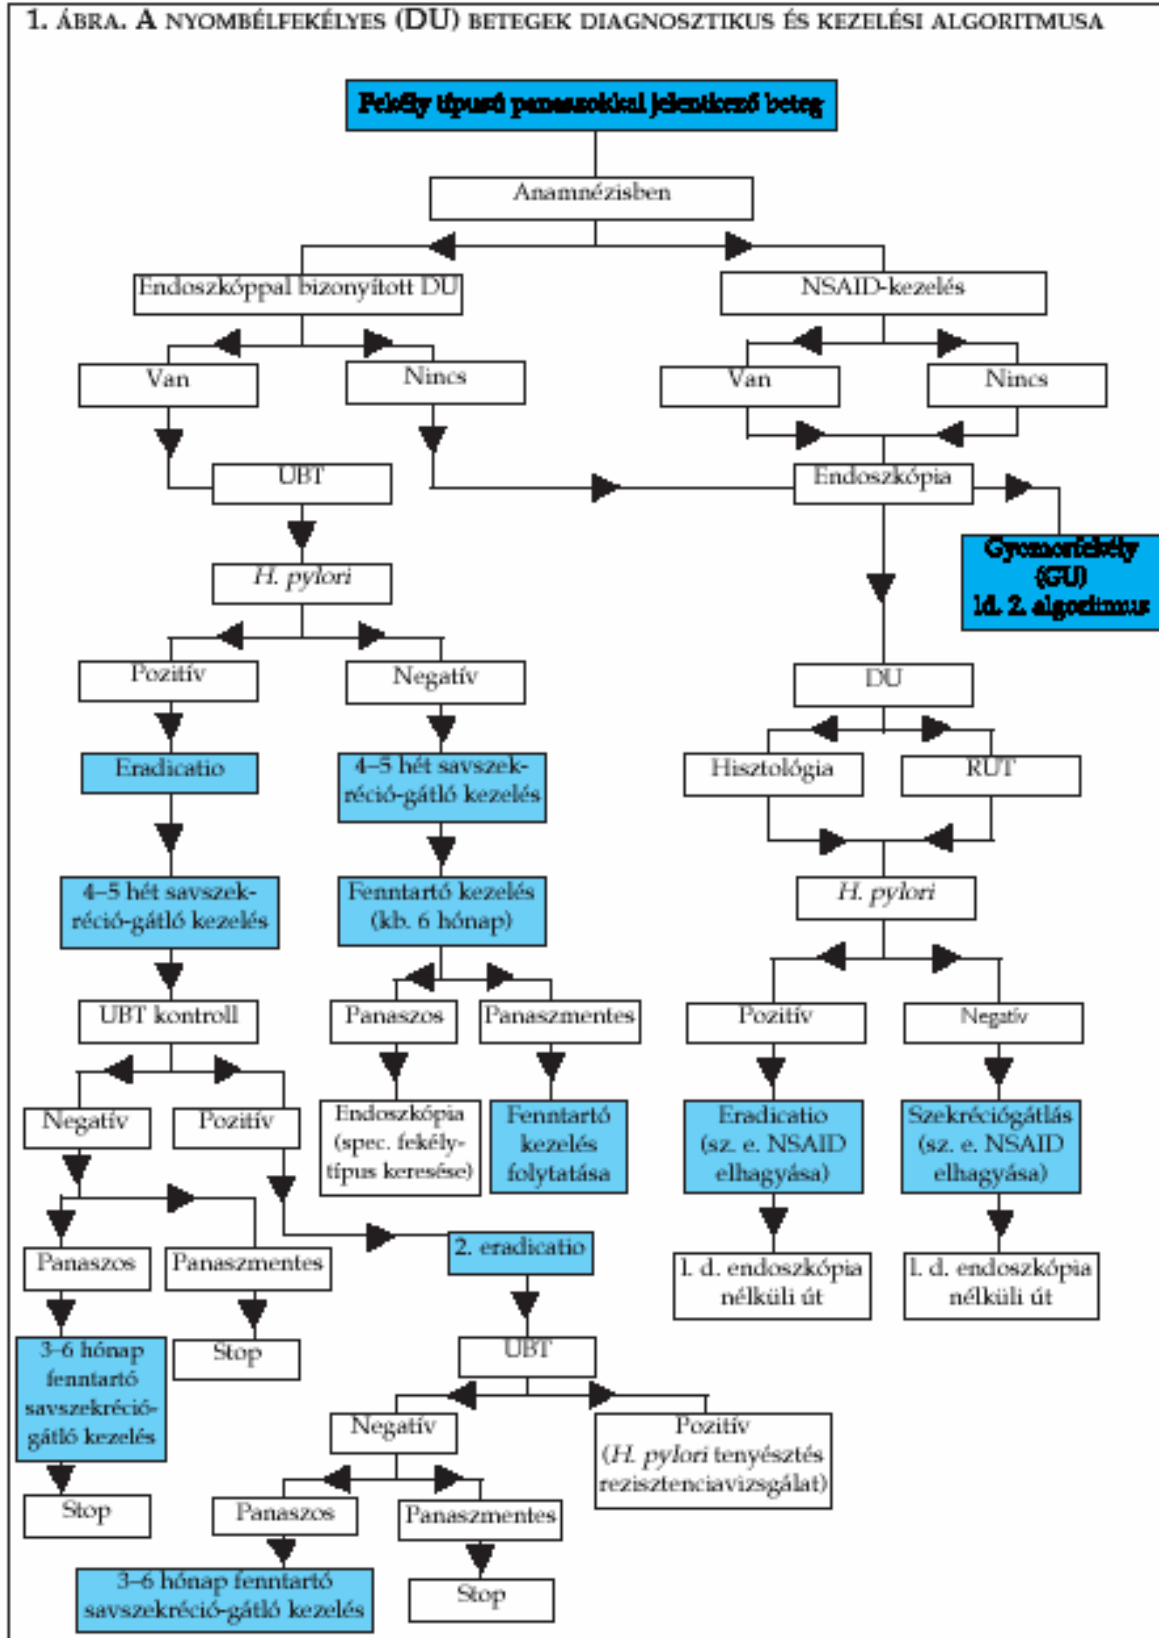 1. ÁBRA. A NYOMBÉLFEKÉLYES (DU) BETEGEK DIAGNOSZTIKUS ÉS KEZELÉSI ALGORITMUSA
Fekély típusú panaszokkal jelentkező beteg
Anamnézisben
Endoszkóppal bizonyított DU
NSAID-kezelés
Van
Nincs
Van
Nincs
UBT
Endoszkópia
Gyomorfekély
(GU)
ld. 2. algoritmus
H. pylori
Pozitív
Negatív
DU
Eradicatio
4–5 hét savszek-
réció-gátló kezelés
Hisztológia
RUT
4–5 hét savszek-
réció-gátló kezelés
Fenntartó kezelés
(kb. 6 hónap)
H. pylori
UBT kontroll
Panaszos
Panaszmentes
Pozitív
Negatív
Negatív
Pozitív
Endoszkópia
(spec. fekély-
típus keresése)
Fenntartó
kezelés
folytatása
Eradicatio
(sz. e. NSAID
elhagyása)
Szekréciógátlás
(sz. e. NSAID
elhagyása)
Panaszos
Panaszmentes
2. eradicatio
l. d. endoszkópia
nélküli út
l. d. endoszkópia
nélküli út
3–6 hónap
fenntartó
savszekréció-
gátló kezelés
Stop
UBT
Negatív
Pozitív
(H. pylori tenyésztés
rezisztenciavizsgálat)
Stop
Panaszos
Panaszmentes
3–6 hónap fenntartó
savszekréció-gátló kezelés
Stop